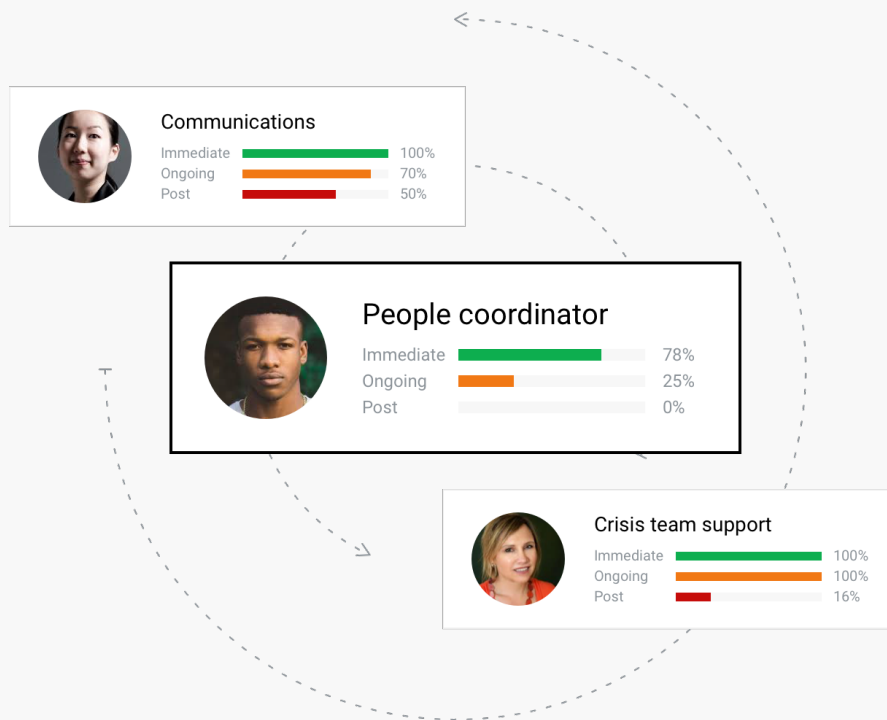 Communications
Immediate 100%
Ongoing 70%
Post 50%
People coordinator
Immediate 78%
Ongoing 25%
Post 0%
Crisis team support
Immediate 100%
Ongoing 100%
Post 16%